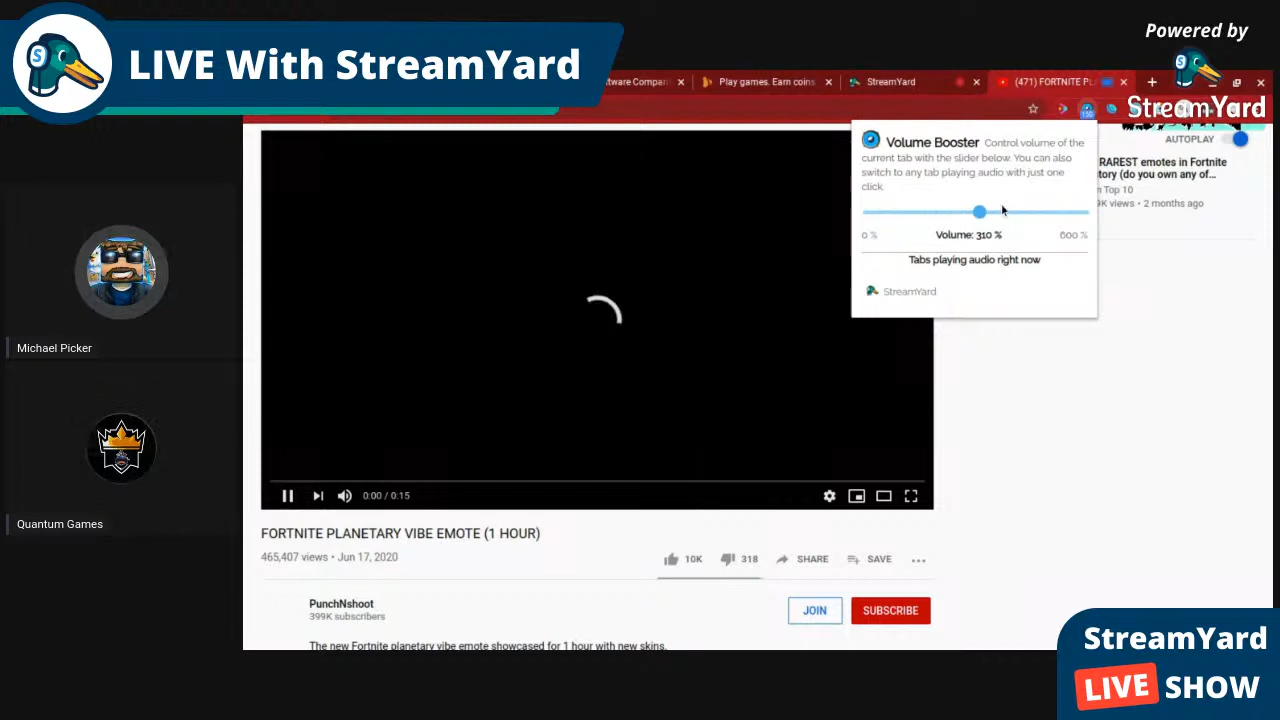 LIVE With StreamYard
Powered by
StreamYard
tware Compan
Play games. Earn coins
StreamYard
(471) FORTNITE PL
150
Volume Booster Control volume of the
current tab with the slider below. You can also
switch to any tab playing audio with just one
click.
0 %
Volume: 310 %
600 %
Tabs playing audio right now
StreamYard
AUTOPLAY
RAREST emotes in Fortnite
tory (do you own any of...
n Top 10
9K views • 2 months ago
Michael Picker
Quantum Games
0:00 / 0:15
FORTNITE PLANETARY VIBE EMOTE (1 HOUR)
465,407 views • Jun 17, 2020
10K
318
SHARE
SAVE
PunchNshoot
399K subscribers
JOIN
SUBSCRIBE
The new Fortnite planetary vibe emote showcased for 1 hour with new skins.
StreamYard
LIVE SHOW